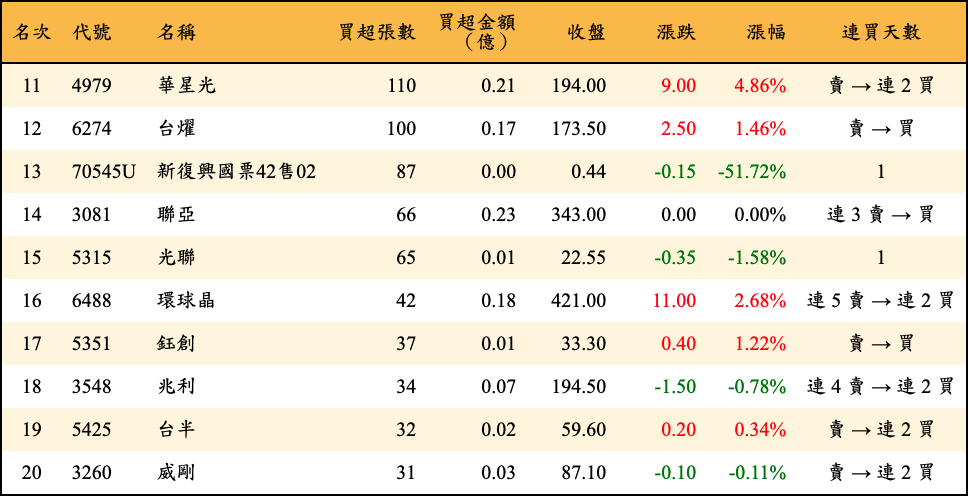 名次 代號 名稱 買超張數 買超金額（億） 收盤 漲跌 漲幅 連買天數
11 4979 華星光 110 0.21 194.00 9.00 4.86% 賣 → 連 2 買
12 6274 台燿 100 0.17 173.50 2.50 1.46% 賣 → 買
13 70545U 新復興國票42售02 87 0.00 0.44 -0.15 -51.72% 1
14 3081 聯亞 66 0.23 343.00 0.00 0.00% 連 3 賣 → 買
15 5315 光聯 65 0.01 22.55 -0.35 -1.58% 1
16 6488 環球晶 42 0.18 421.00 11.00 2.68% 連 5 賣 → 連 2 買
17 5351 鈺創 37 0.01 33.30 0.40 1.22% 賣 → 買
18 3548 兆利 34 0.07 194.50 -1.50 -0.78% 連 4 賣 → 連 2 買
19 5425 台半 32 0.02 59.60 0.20 0.34% 賣 → 連 2 買
20 3260 威剛 31 0.03 87.10 -0.10 -0.11% 賣 → 連 2 買